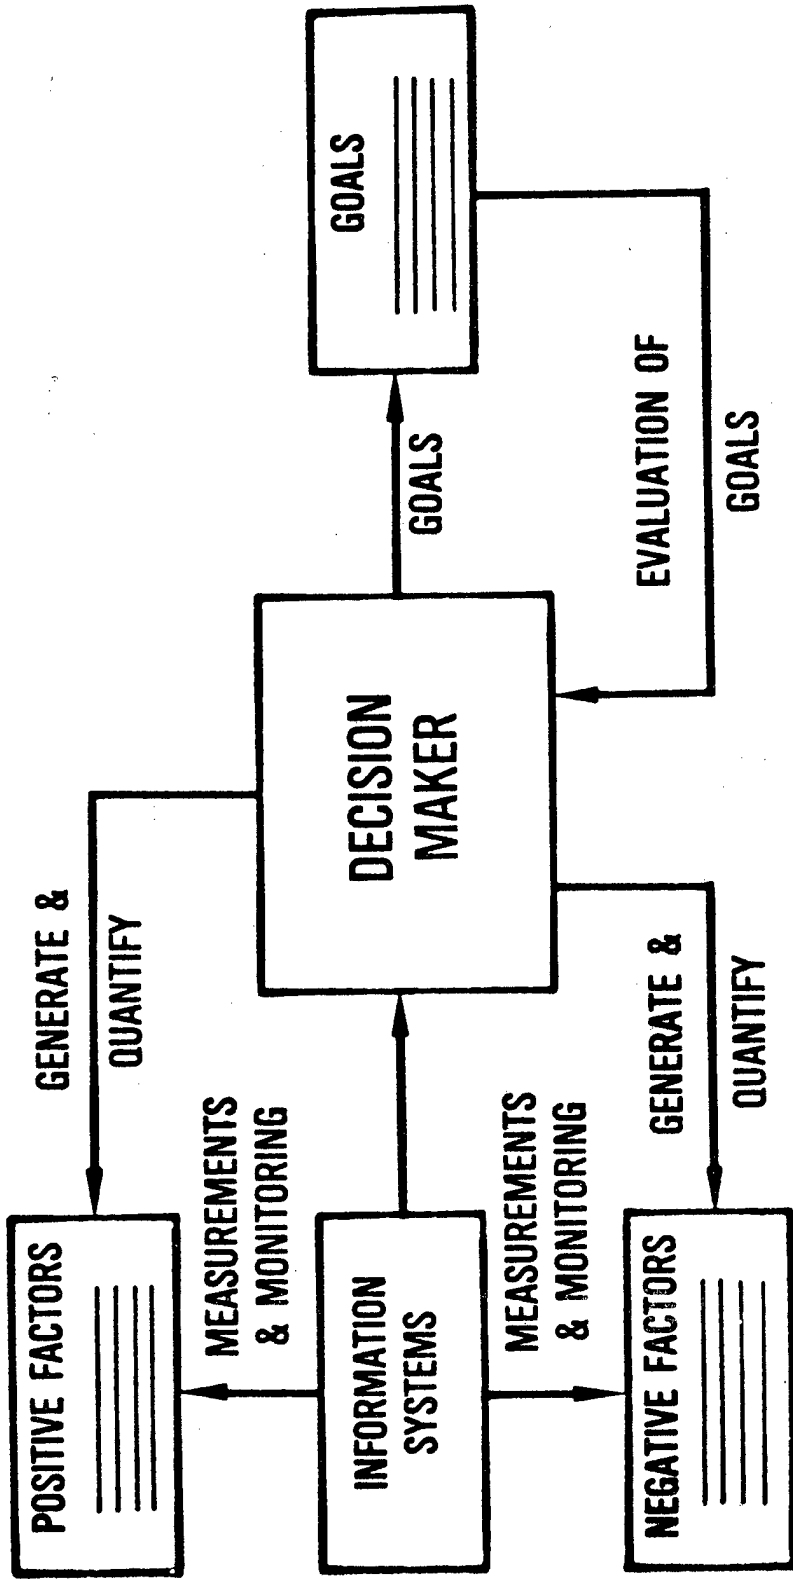 POSITIVE FACTORS
GENERATE &
QUANTIFY
MEASUREMENTS
& MONITORING
INFORMATION
SYSTEMS
DECISION
MAKER
GOALS
GOALS
MEASUREMENTS
& MONITORING
GENERATE &
QUANTIFY
EVALUATION OF
GOALS
NEGATIVE FACTORS